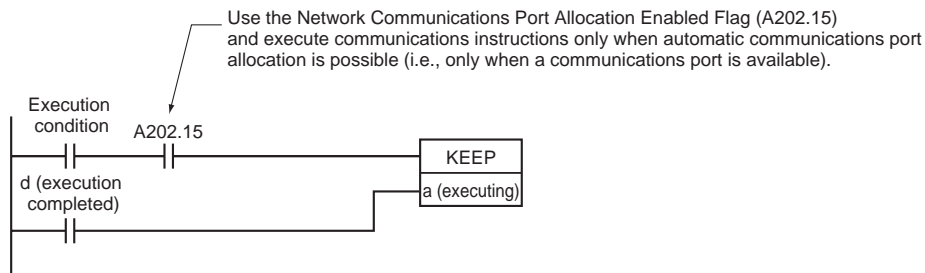 Use the Network Communications Port Allocation Enabled Flag (A202.15)
and execute communications instructions only when automatic communications port
allocation is possible (i.e., only when a communications port is available).
Execution
condition
A202.15
KEEP
a (executing)
d (execution
completed)